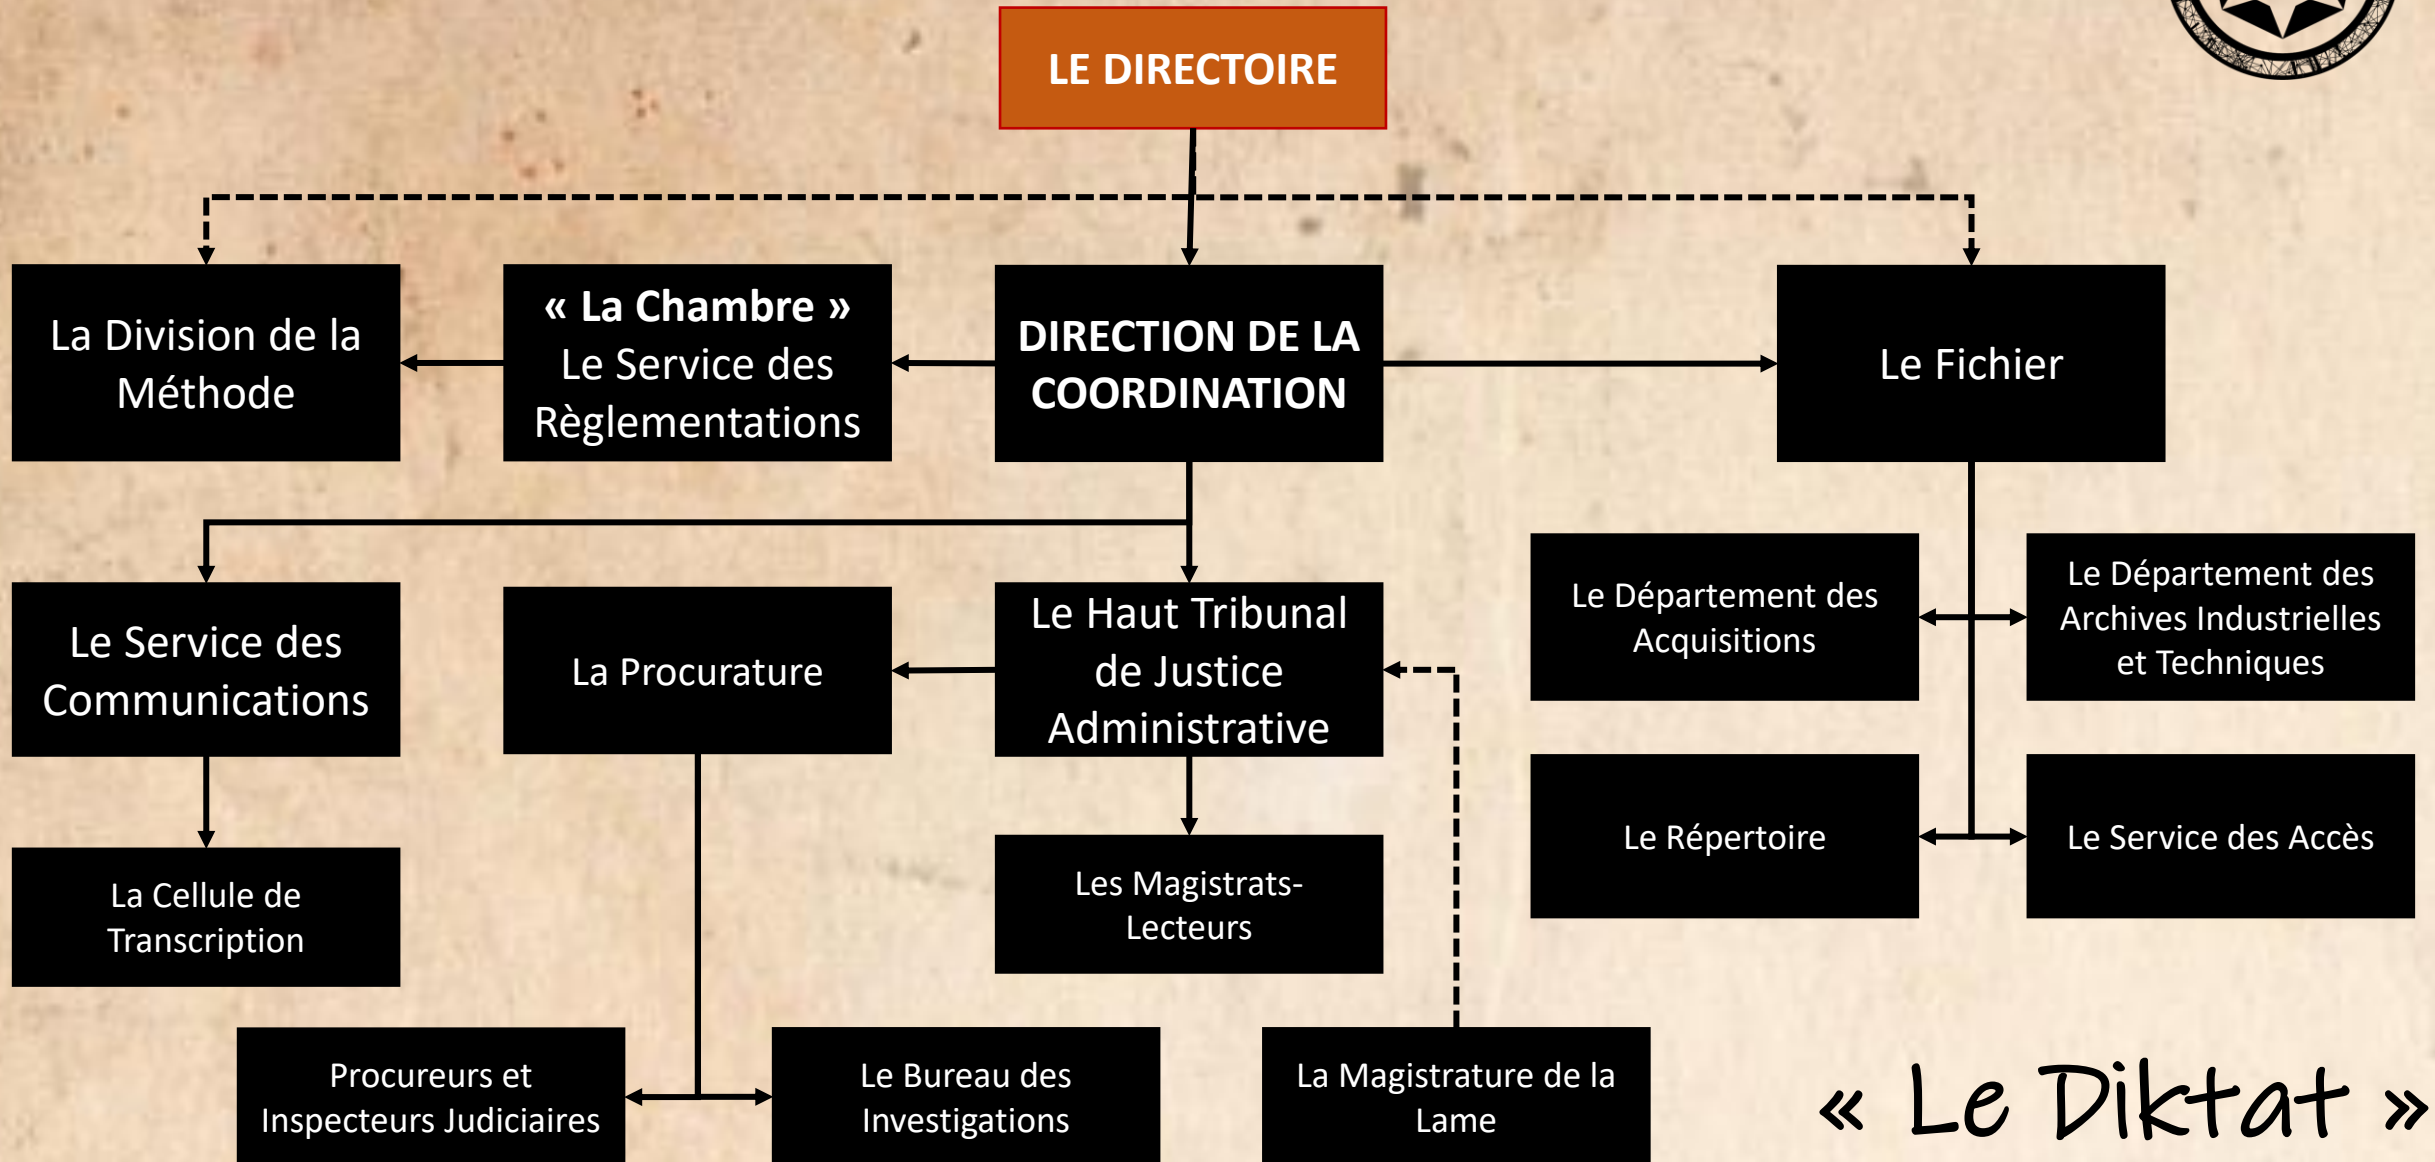 LE DIRECTOIRE
La Division de la
Méthode
« La Chambre »
Le Service des
Règlementations
DIRECTION DE LA
COORDINATION
Le Fichier
Le Service des
Communications
La Procurature
Le Haut Tribunal
de Justice
Administrative
Le Département des
Acquisitions
Le Département des
Archives Industrielles
et Techniques
Le Répertoire
Le Service des Accès
La Cellule de
Transcription
Les Magistrats-
Lecteurs
Procureurs et
Inspecteurs Judiciaires
Le Bureau des
Investigations
La Magistrature de la
Lame
« Le Diktat »